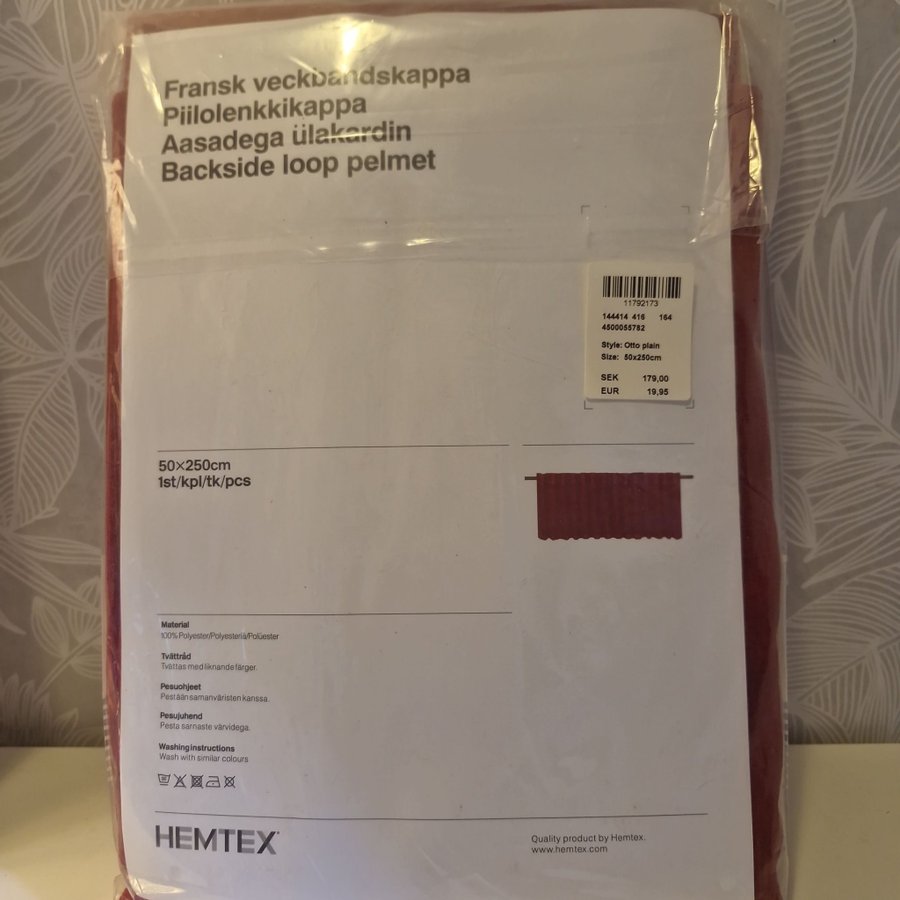 Fransk veckbandskappa
Piilolenkkikappa
Aasadega ülakardin
Backside loop pelmet
11792173
144414 416 164
4500055782
Style: Otto plain
Size: 50x250cm
SEK 179,00
EUR 19,95
50×250cm
1st/kpl/tk/pcs
Material
100% Polyester/Polyesteriä/Polüester
Tvättråd
Tvättas med liknande färger.
Pesuohjeet
Pestään samanväristen kanssa.
Pesujuhend
Pesta sarnaste värvidega.
Washing instructions
Wash with similar colours
HEMTEX
Quality product by Hemtex.
www.hemtex.com